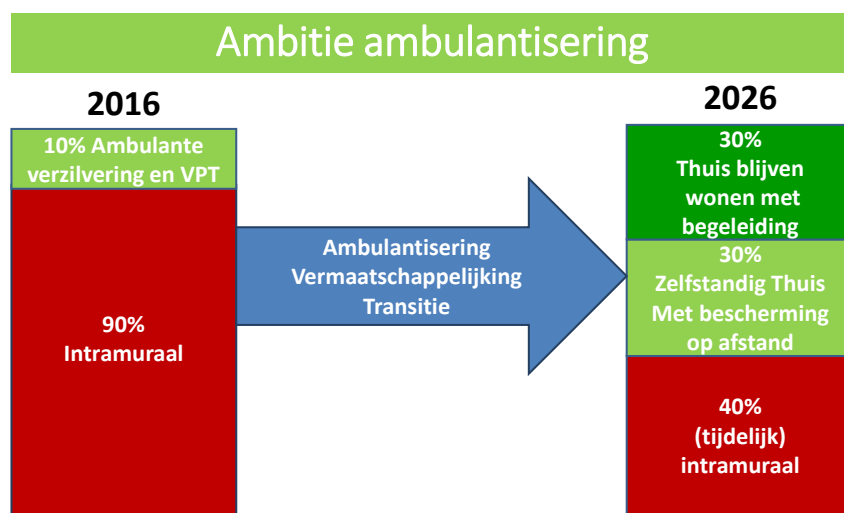 Ambitie ambulantisering
2016
10% Ambulante
verzilvering en VPT
90%
Intramuraal
Ambulantisering
Vermaatschappelijking
Transitie
2026
30%
Thuis blijven
wonen met
begeleiding
30%
Zelfstandig Thuis
Met bescherming
op afstand
40%
(tijdelijk)
intramuraal